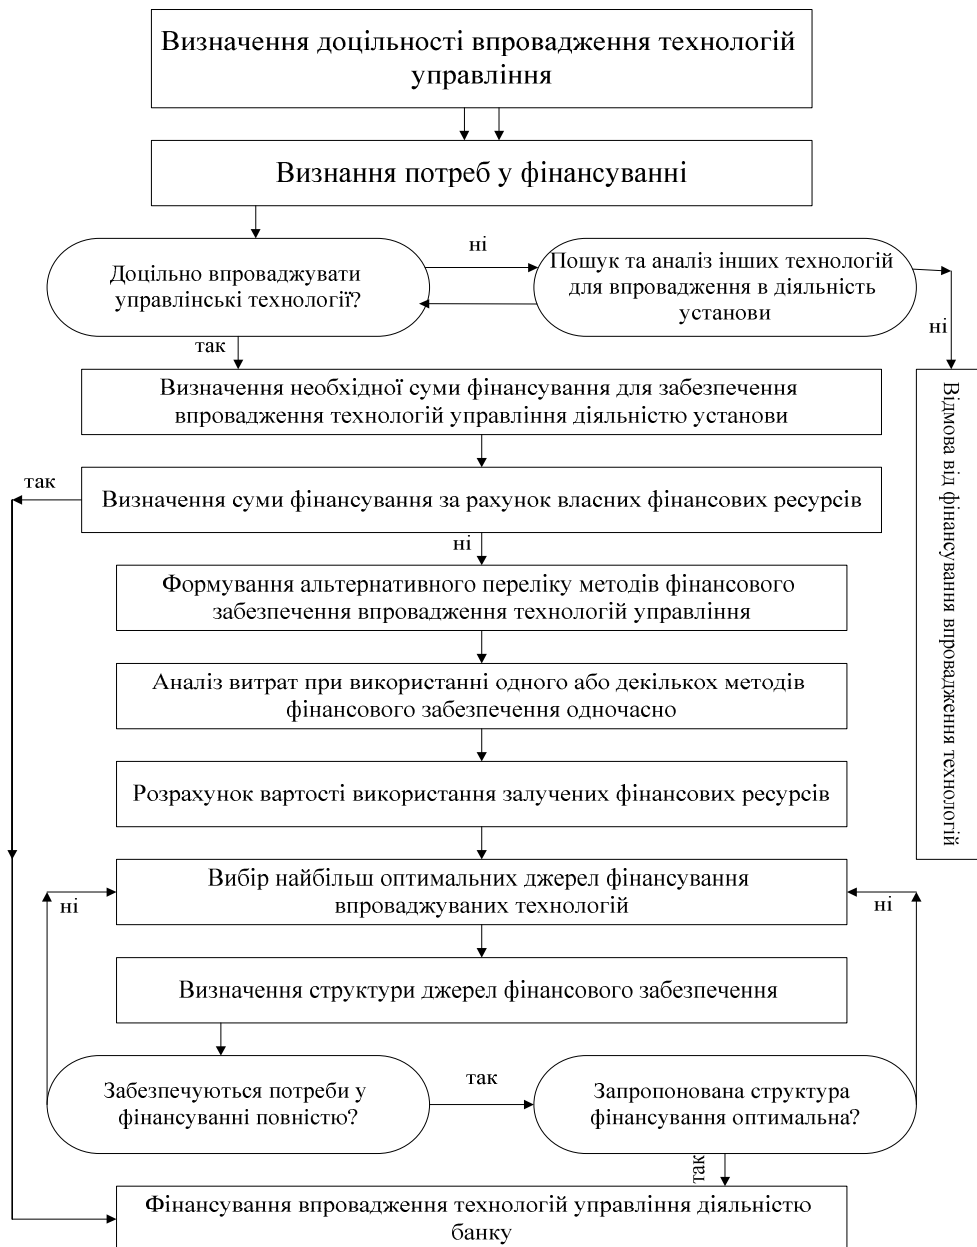 Визначення доцільності впровадження технологій
управління
Визнання потреб у фінансуванні
Доцільно впроваджувати
управлінські технології?
ні
Пошук та аналіз інших технологій
для впровадження в діяльність
установи
ні
так
Визначення необхідної суми фінансування для забезпечення
впровадження технологій управління діяльністю установи
Відмова від фінансування впровадження технологій
так
Визначення суми фінансування за рахунок власних фінансових ресурсів
ні
Формування альтернативного переліку методів фінансового
забезпечення впровадження технологій управління
Аналіз витрат при використанні одного або декількох методів
фінансового забезпечення одночасно
Розрахунок вартості використання залучених фінансових ресурсів
Вибір найбільш оптимальних джерел фінансування
впроваджуваних технологій
ні
ні
Визначення структури джерел фінансового забезпечення
Забезпечуються потреби у
фінансуванні повністю?
так
Запропонована структура
фінансування оптимальна?
так
Фінансування впровадження технологій управління діяльністю
банку